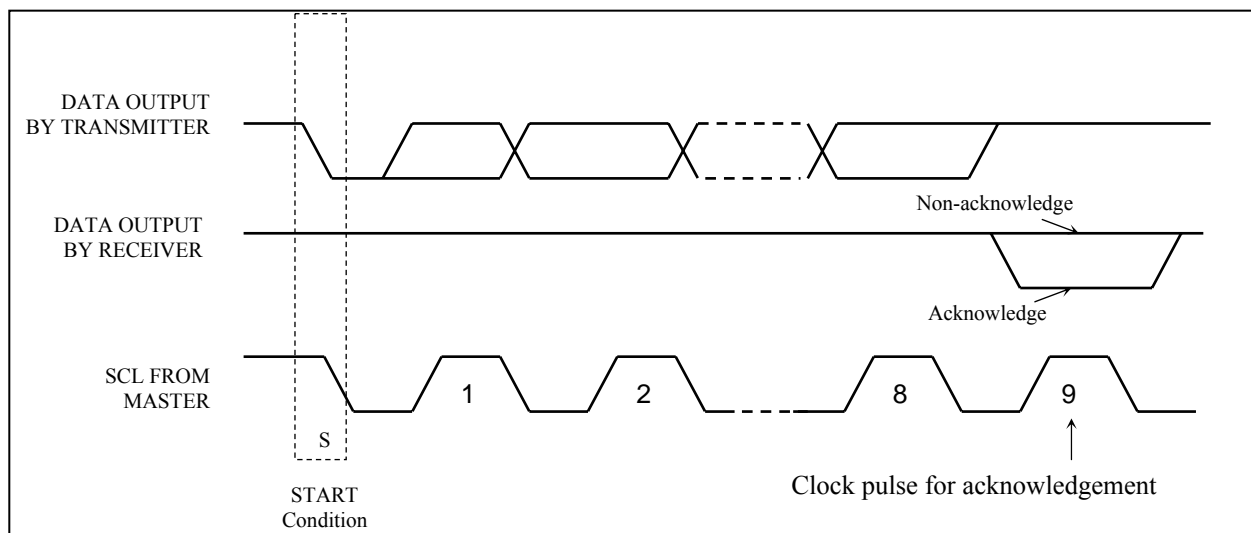 DATA OUTPUT
BY TRANSMITTER
Non-acknowledge
DATA OUTPUT
BY RECEIVER
Acknowledge
SCL FROM
MASTER
1
2
8
9
S
START
Condition
Clock pulse for acknowledgement